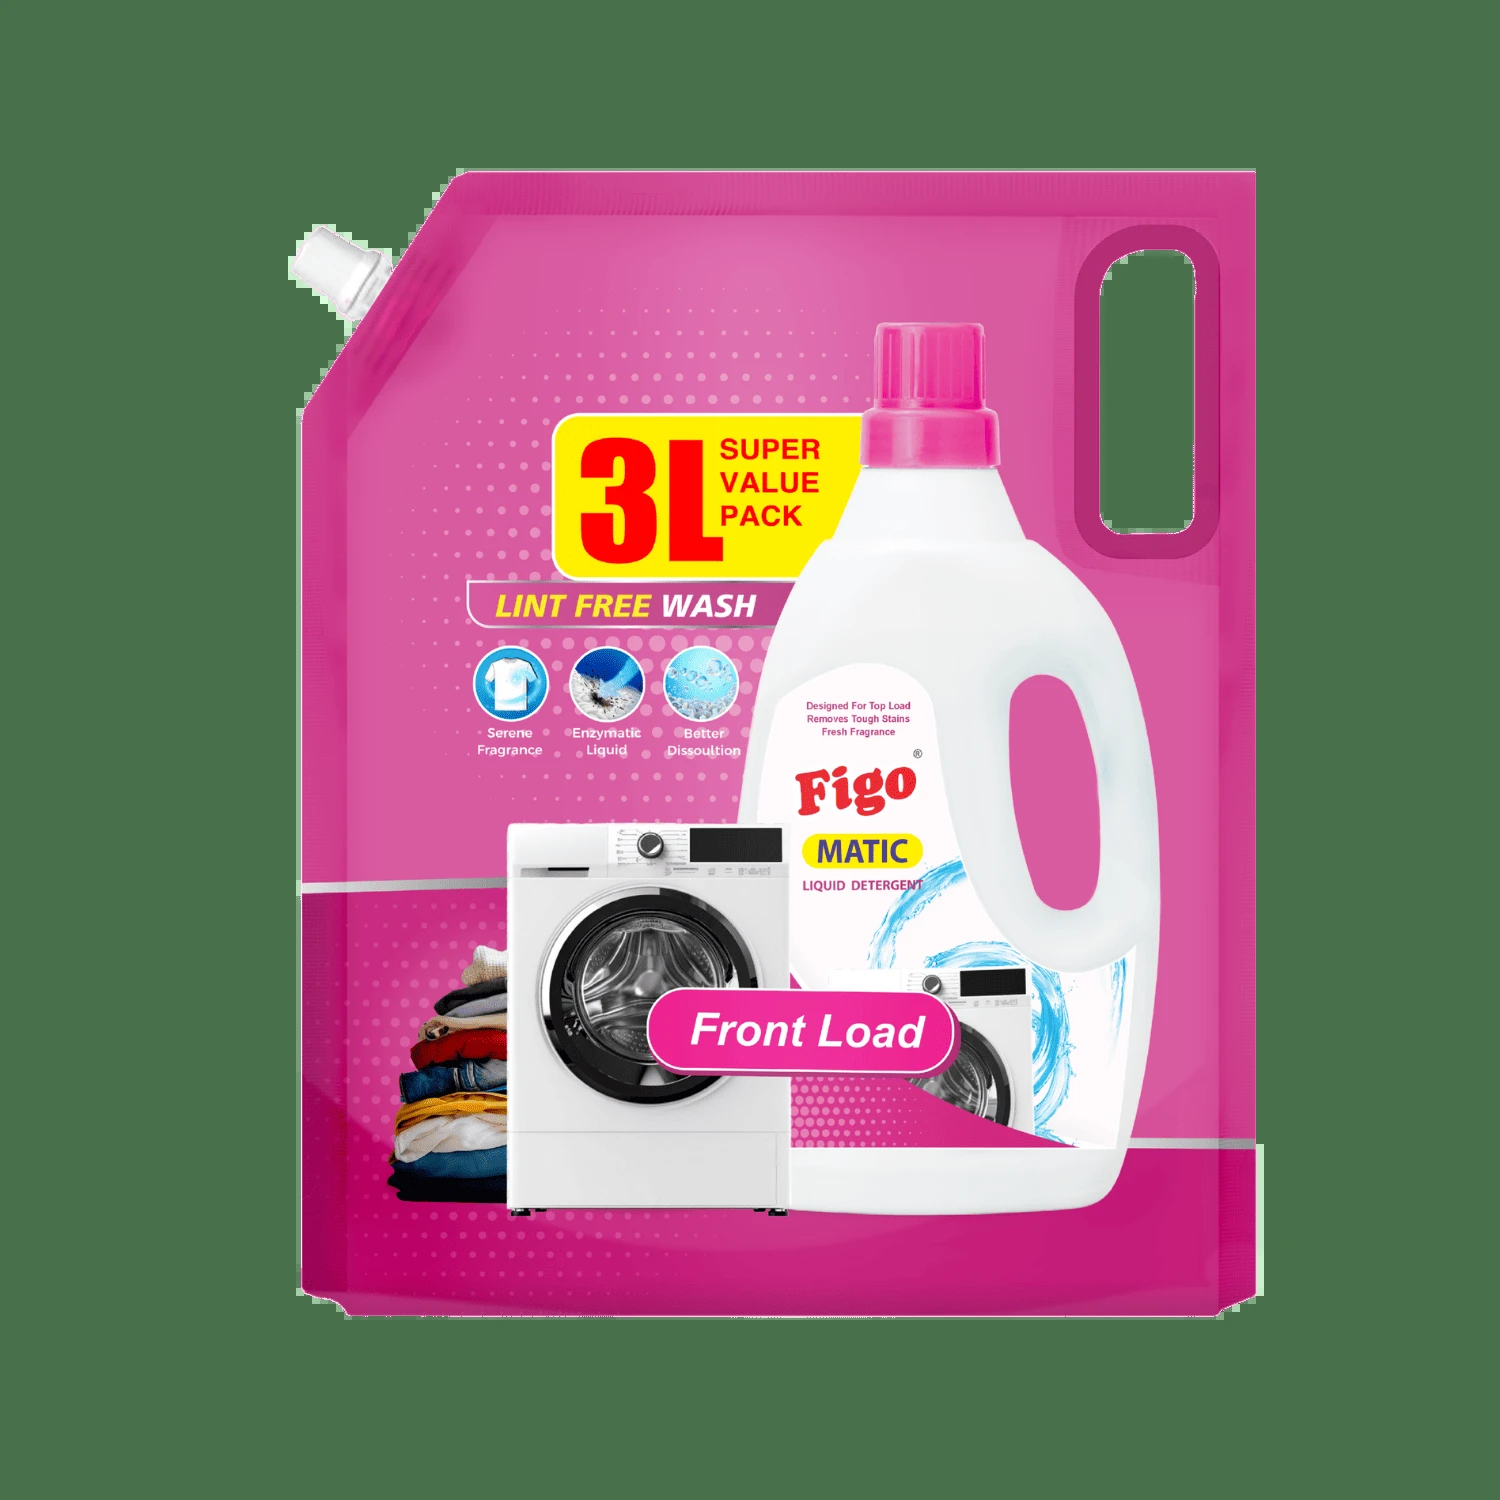 3L SUPER
VALUE
PACK
LINT FREE WASH
Serene
Fragrance
Enzymatic
Liquid
Better
Dissoultion
Designed For Top Load
Removes Tough Stains
Fresh Fragrance
Figo®
MATIC
LIQUID DETERGENT
Front Load